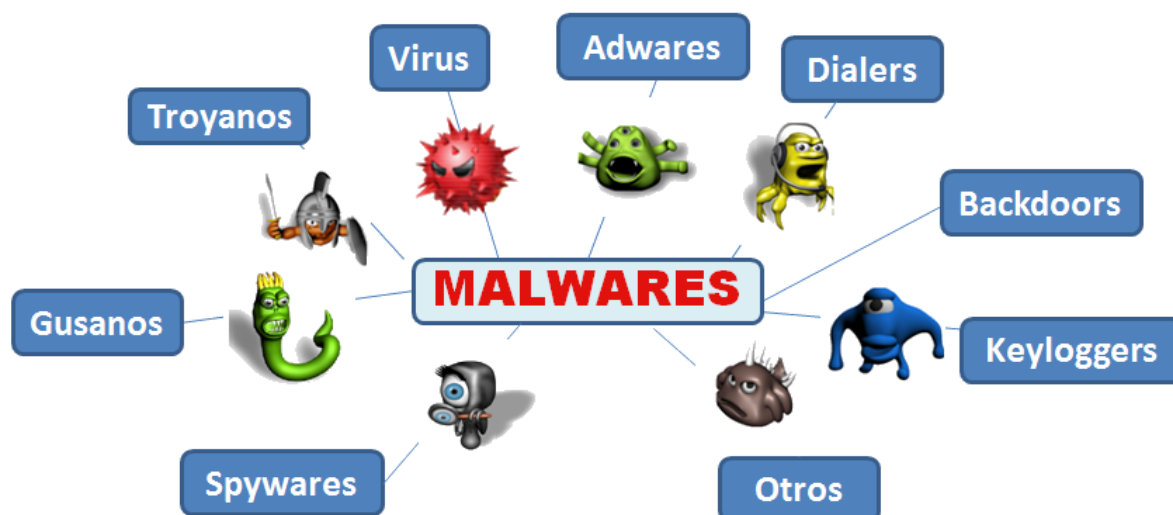 Adwares
Virus
Dialers
Troyanos
Backdoors
MALWARES
Gusanos
Keyloggers
Spywares
Otros